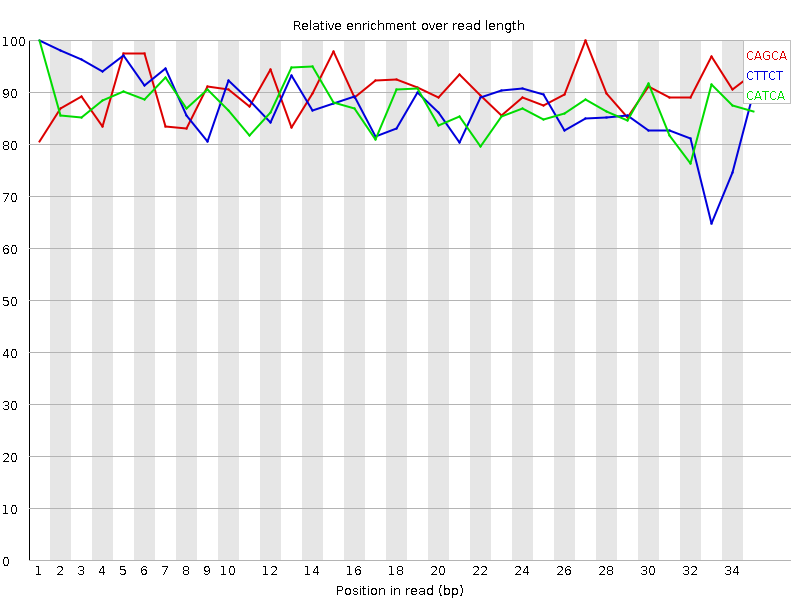 Relative enrichment over read length
100
90
80
70
60
50
40
30
20
10
0
CAGCA
CTTCT
CATCA
1 2 3 4 5 6 7 8 9 10 12 14 16 18 20 22 24 26 28 30 32 34
Position in read (bp)